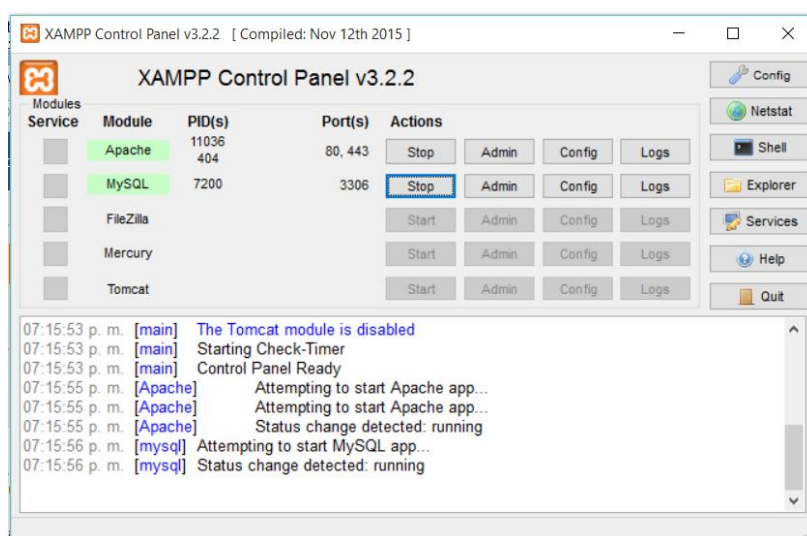 XAMPP Control Panel v3.2.2 [ Compiled: Nov 12th 2015 ]
XAMPP Control Panel v3.2.2
Config
Modules
Service Module PID(s) Port(s) Actions
Netstat
Apache 11036 404 80, 443 Stop Admin Config Logs
Shell
MySQL 7200 3306 Stop Admin Config Logs
Explorer
FileZilla Start Admin Config Logs
Services
Mercury Start Admin Config Logs
Help
Tomcat Start Admin Config Logs
Quit
07:15:53 p. m. [main] The Tomcat module is disabled
07:15:53 p. m. [main] Starting Check-Timer
07:15:53 p. m. [main] Control Panel Ready
07:15:55 p. m. [Apache] Attempting to start Apache app...
07:15:55 p. m. [Apache] Attempting to start Apache app...
07:15:55 p. m. [Apache] Status change detected: running
07:15:56 p. m. [mysql] Attempting to start MySQL app...
07:15:56 p. m. [mysql] Status change detected: running